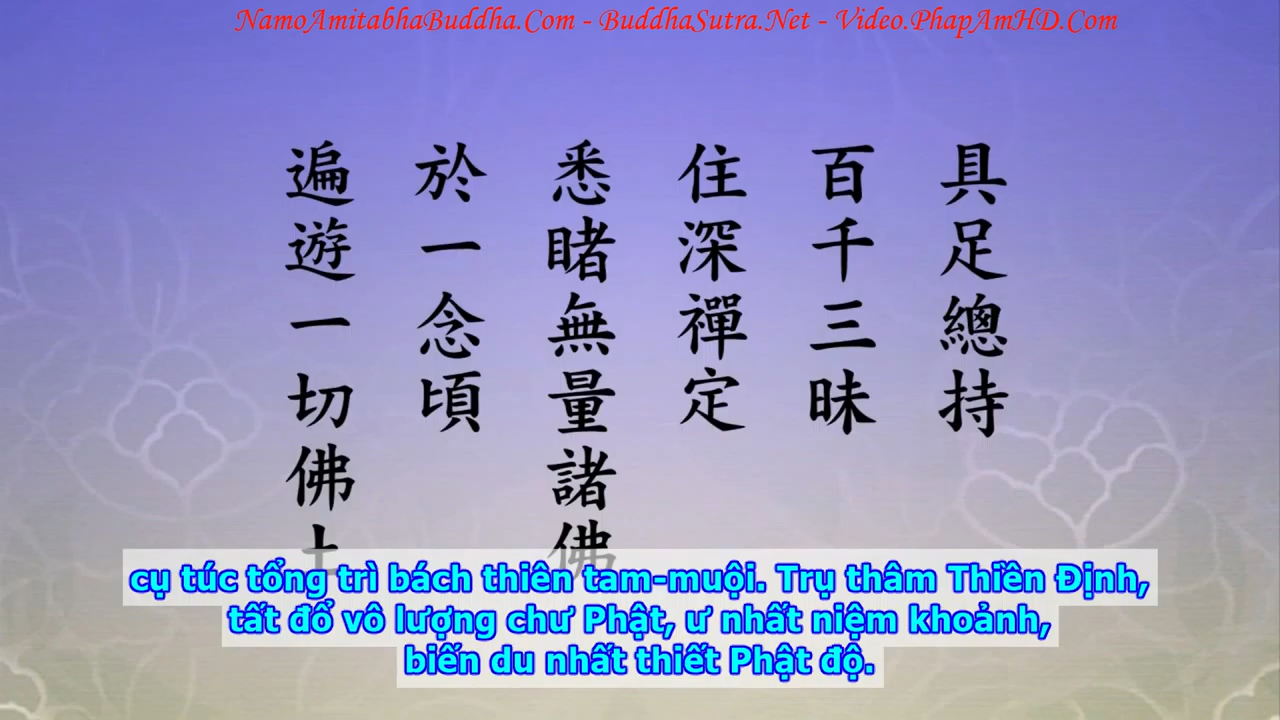 NamoAmitabhaBuddha.Com - BuddhaSutra.Net - Video.PhapAmHD.Com
具足總持
百千三昧
住深禪定
悉睹無量諸佛
於一念頃
遍遊一切佛土
cụ túc tổng trì bách thiên tam-muội. Trụ thâm Thiền Định,
tất đổ vô lượng chư Phật, ư nhất niệm khoảnh,
biến du nhất thiết Phật độ.